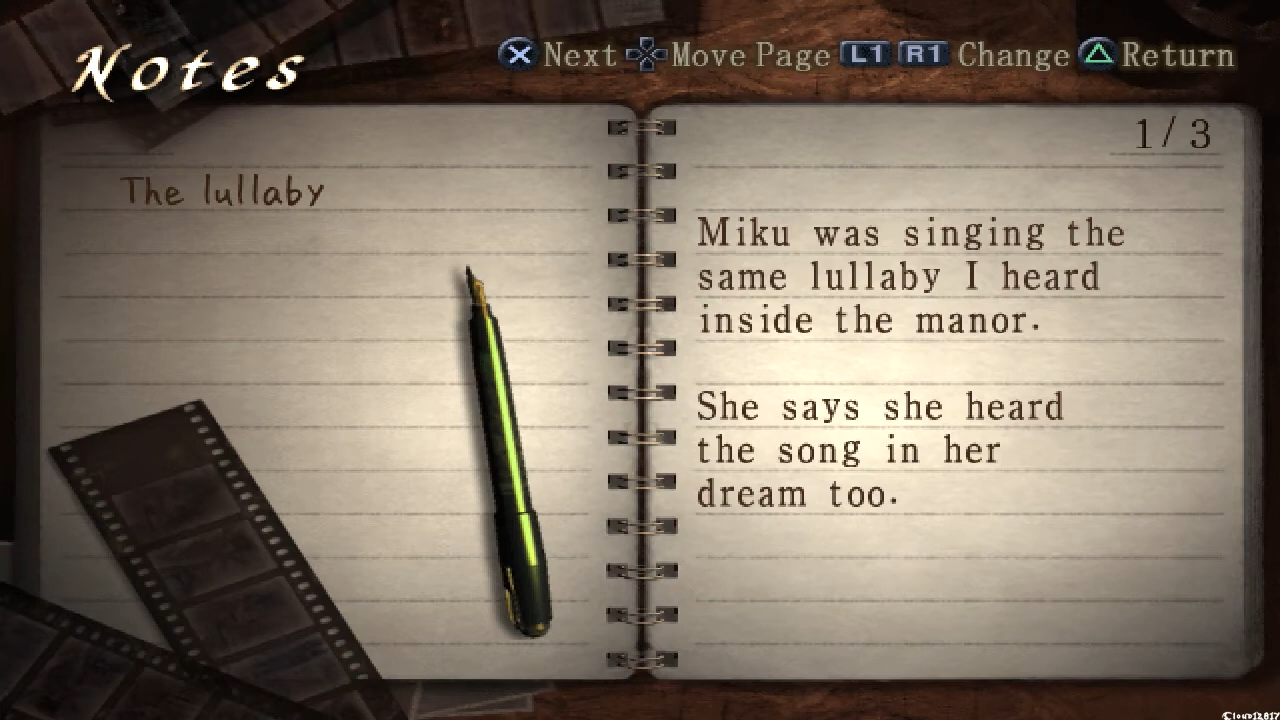 Notes
Next Move Page L1 R1 Change Return
1/3
The lullaby
Miku was singing the
same lullaby I heard
inside the manor.
She says she heard
the song in her
dream too.